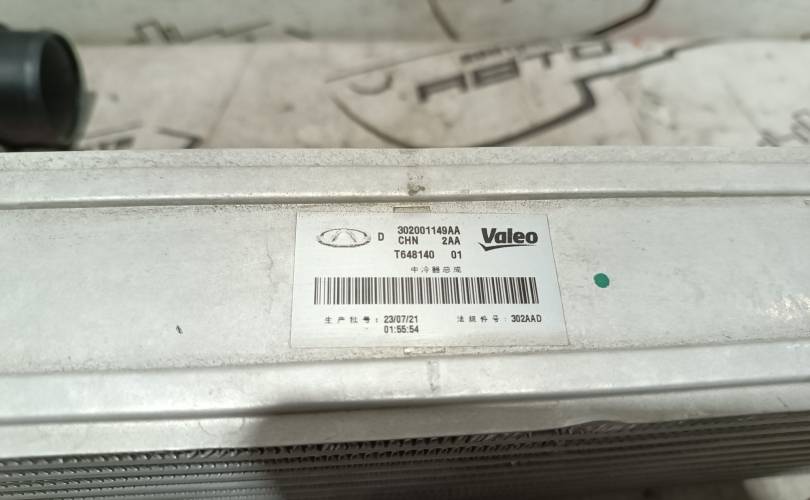 АВТО
D 302001149AA
CHN 2AA
Valeo
T648140 01
中冷器总成
生产批号: 23/07/21
01:55:54
法规件号: 302AAD